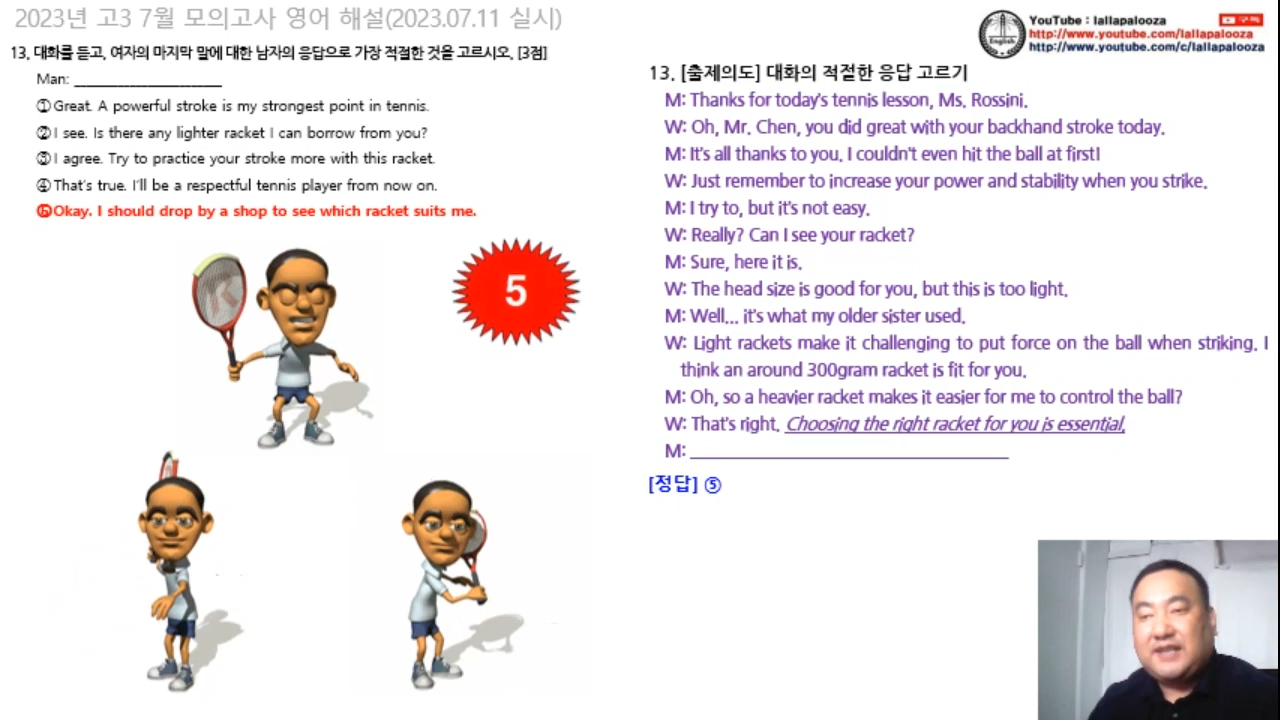 2023년 고3 7월 모의고사 영어 해설(2023.07.11 실시)
YouTube : lallapalooza
구독
http://www.youtube.com/lallapalooza
http://www.youtube.com/c/lallapalooza
English
13. 대화를 듣고, 여자의 마지막 말에 대한 남자의 응답으로 가장 적절한 것을 고르시오. [3점]
Man: ______________________
① Great. A powerful stroke is my strongest point in tennis.
② I see. Is there any lighter racket I can borrow from you?
③ I agree. Try to practice your stroke more with this racket.
④ That's true. I'll be a respectful tennis player from now on.
⑤ Okay. I should drop by a shop to see which racket suits me.
5
13. [출제의도] 대화의 적절한 응답 고르기
M: Thanks for today's tennis lesson, Ms. Rossini.
W: Oh, Mr. Chen, you did great with your backhand stroke today.
M: It's all thanks to you. I couldn't even hit the ball at first!
W: Just remember to increase your power and stability when you strike.
M: I try to, but it's not easy.
W: Really? Can I see your racket?
M: Sure, here it is.
W: The head size is good for you, but this is too light.
M: Well... it's what my older sister used.
W: Light rackets make it challenging to put force on the ball when striking. I
think an around 300gram racket is fit for you.
M: Oh, so a heavier racket makes it easier for me to control the ball?
W: That's right. Choosing the right racket for you is essential.
M: ______________________________
[정답] ⑤